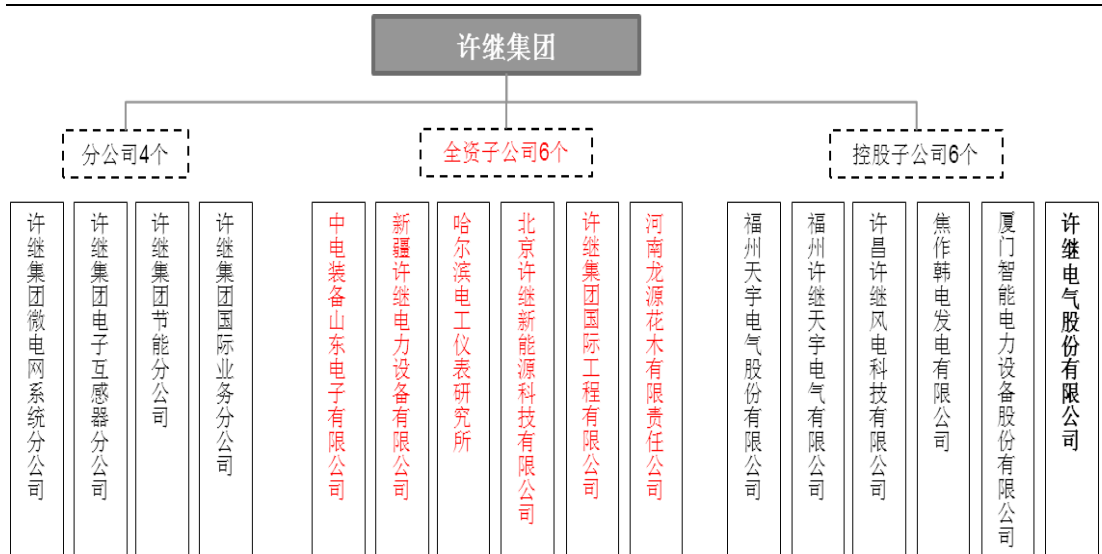 许继集团
分公司4个
全资子公司6个
控股子公司6个
许继集团微电网系统分公司
许继集团电子互感器分公司
许继集团节能分公司
许继集团国际业务分公司
中电装备山东电子有限公司
新疆许继电力设备有限公司
哈尔滨电工仪表研究所
北京许继新能源科技有限公司
许继集团国际工程有限公司
河南龙源花木有限责任公司
福州天宇电气股份有限公司
福州许继天宇电气有限公司
许昌许继风电科技有限公司
焦作韩电发电有限公司
厦门智能电力设备股份有限公司
许继电气股份有限公司